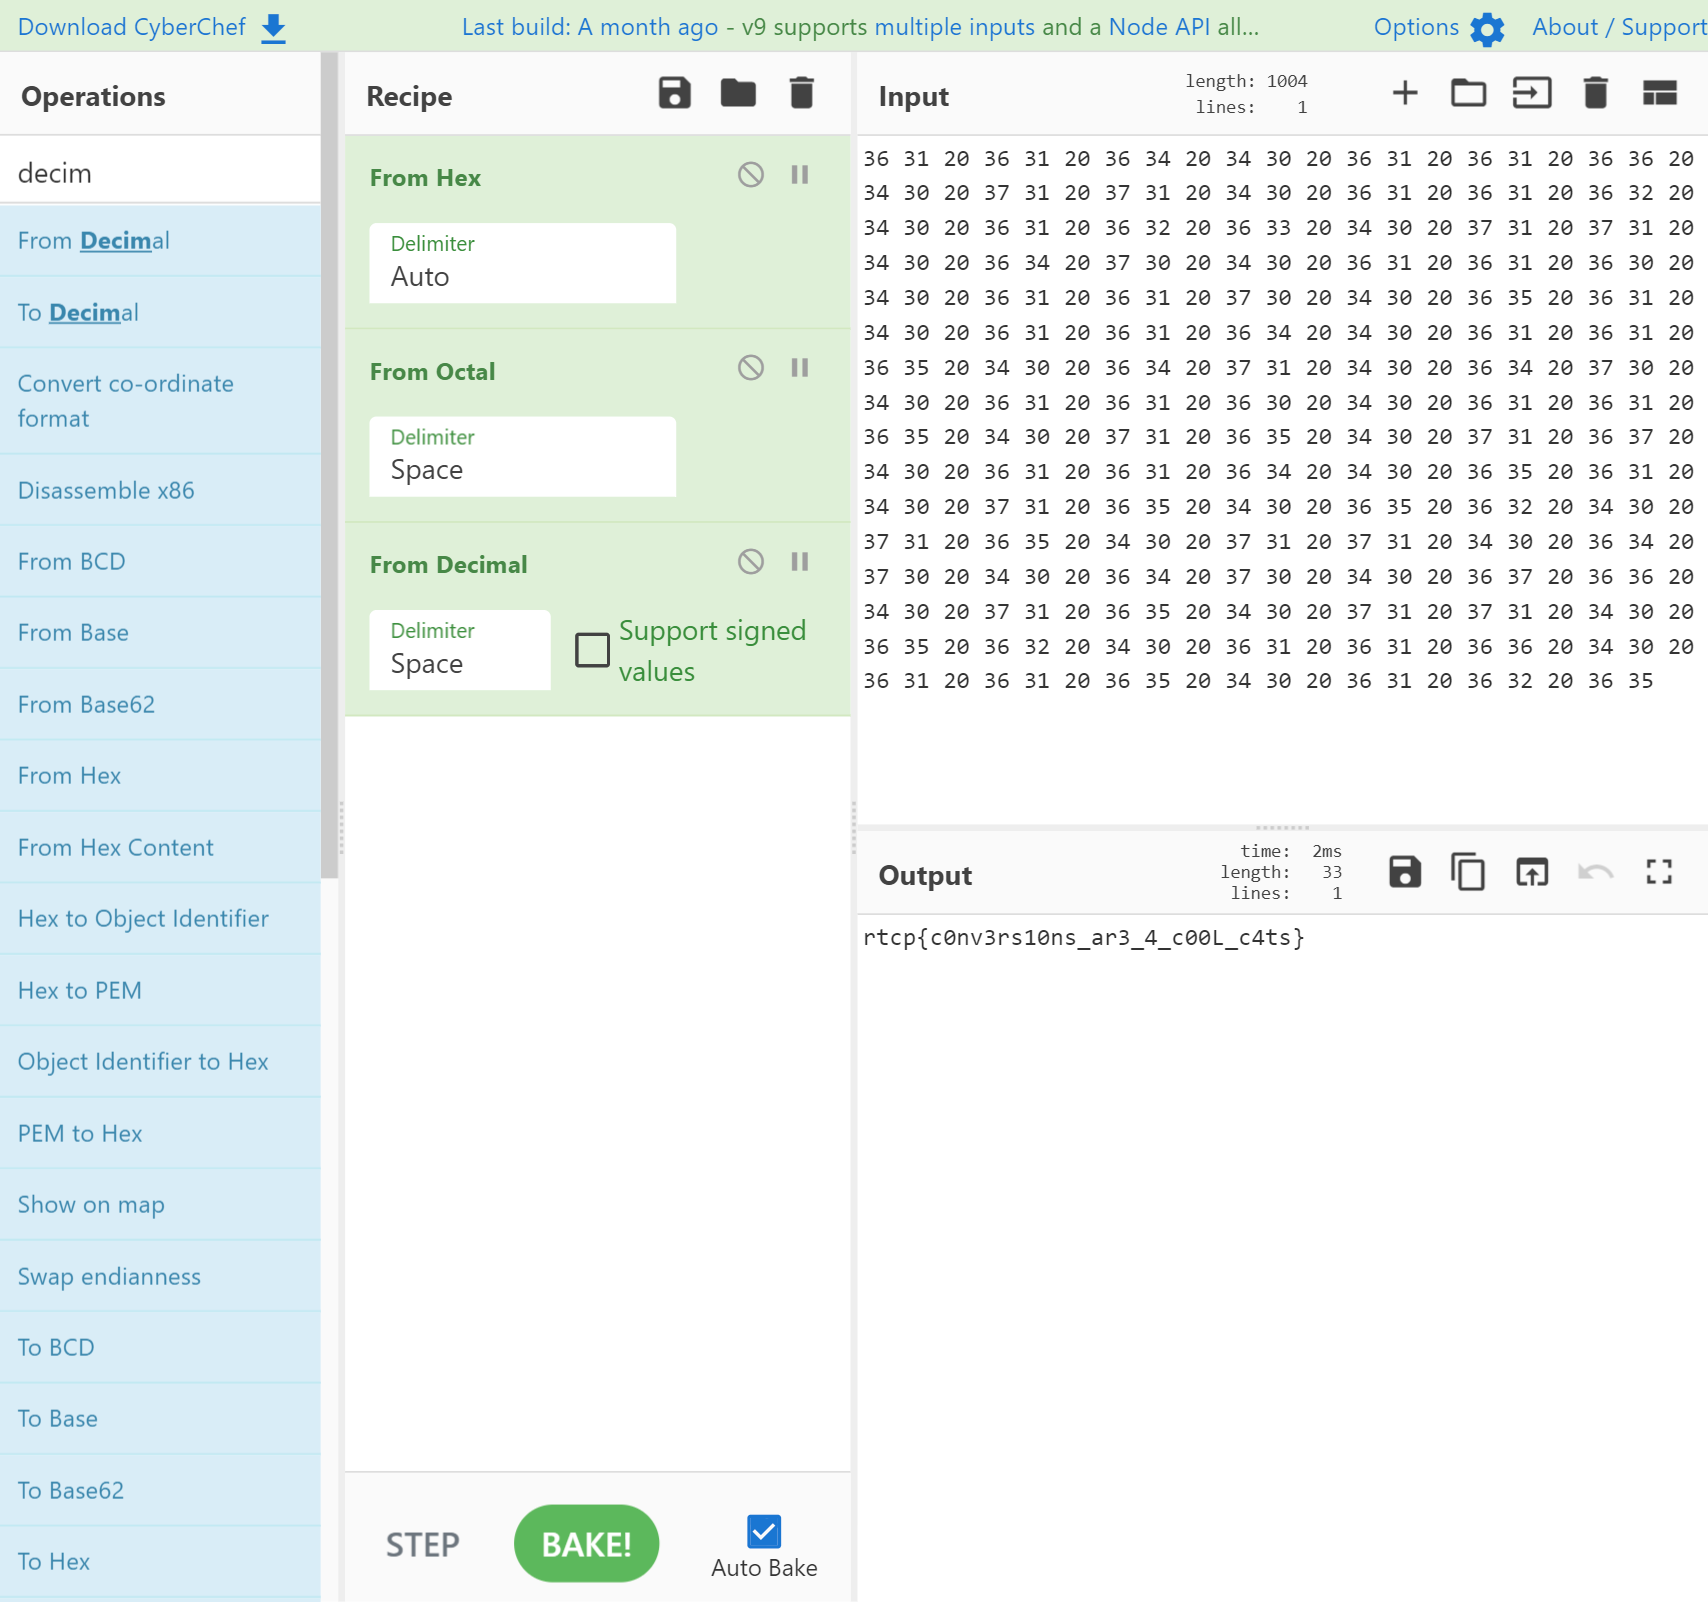 Download CyberChef
Last build: A month ago - v9 supports multiple inputs and a Node API all...
Options
About / Support
Operations
decim
From Decimal
To Decimal
Convert co-ordinate
format
Disassemble x86
From BCD
From Base
From Base62
From Hex
From Hex Content
Hex to Object Identifier
Hex to PEM
Object Identifier to Hex
PEM to Hex
Show on map
Swap endianness
To BCD
To Base
To Base62
To Hex
Recipe
From Hex
Delimiter
Auto
From Octal
Delimiter
Space
From Decimal
Delimiter
Space
Support signed
values
STEP
BAKE!
Auto Bake
Input
length: 1004
lines: 1
36 31 20 36 31 20 36 34 20 34 30 20 36 31 20 36 31 20 36 36 20
34 30 20 37 31 20 37 31 20 34 30 20 36 31 20 36 31 20 36 32 20
34 30 20 36 31 20 36 32 20 36 33 20 34 30 20 37 31 20 37 31 20
34 30 20 36 34 20 37 30 20 34 30 20 36 31 20 36 31 20 36 30 20
34 30 20 36 31 20 36 31 20 37 30 20 34 30 20 36 35 20 36 31 20
34 30 20 36 31 20 36 31 20 36 34 20 34 30 20 36 31 20 36 31 20
36 35 20 34 30 20 36 34 20 37 31 20 34 30 20 36 34 20 37 30 20
34 30 20 36 31 20 36 31 20 36 30 20 34 30 20 36 31 20 36 31 20
36 35 20 34 30 20 37 31 20 36 35 20 34 30 20 37 31 20 36 37 20
34 30 20 36 31 20 36 31 20 36 34 20 34 30 20 36 35 20 36 31 20
34 30 20 37 31 20 36 35 20 34 30 20 36 35 20 36 32 20 34 30 20
37 31 20 36 35 20 34 30 20 37 31 20 37 31 20 34 30 20 36 34 20
37 30 20 34 30 20 36 34 20 37 30 20 34 30 20 36 37 20 36 36 20
34 30 20 37 31 20 36 35 20 34 30 20 37 31 20 37 31 20 34 30 20
36 35 20 36 32 20 34 30 20 36 31 20 36 31 20 36 36 20 34 30 20
36 31 20 36 31 20 36 35 20 34 30 20 36 31 20 36 32 20 36 35
Output
time: 2ms
length: 33
lines: 1
rtcp{c0nv3rs10ns_ar3_4_c00L_c4ts}